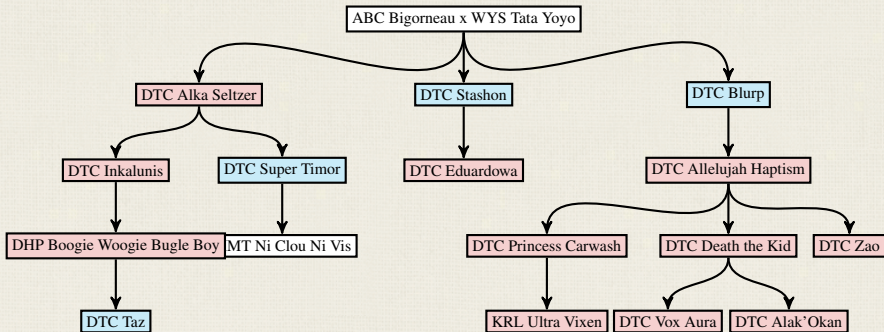 ABC Bigorneau x WYS Tata Yoyo
DTC Alka Seltzer
DTC Stashon
DTC Blurp
DTC Inkalunis
DTC Super Timor
DTC Eduardowa
DTC Allelujah Haptism
DHP Boogie Woogie Bugle Boy
MT Ni Clou Ni Vis
DTC Princess Carwash
DTC Death the Kid
DTC Zao
DTC Taz
KRL Ultra Vixen
DTC Vox Aura
DTC Alak'Okan